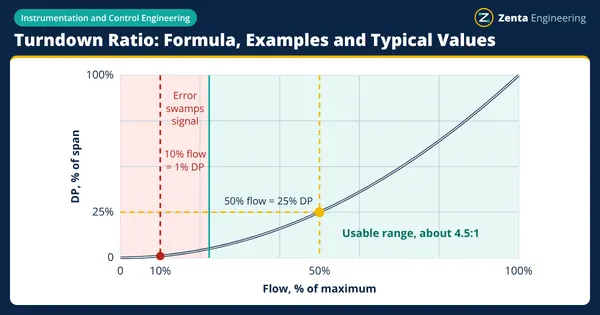 Instrumentation and Control Engineering
Zenta Engineering
Turndown Ratio: Formula, Examples and Typical Values
100%
Error
swamps
signal
10% flow
= 1% DP
DP, % of span
50% flow = 25% DP
25%
Usable range, about 4.5:1
0
0
10%
50%
100%
Flow, % of maximum